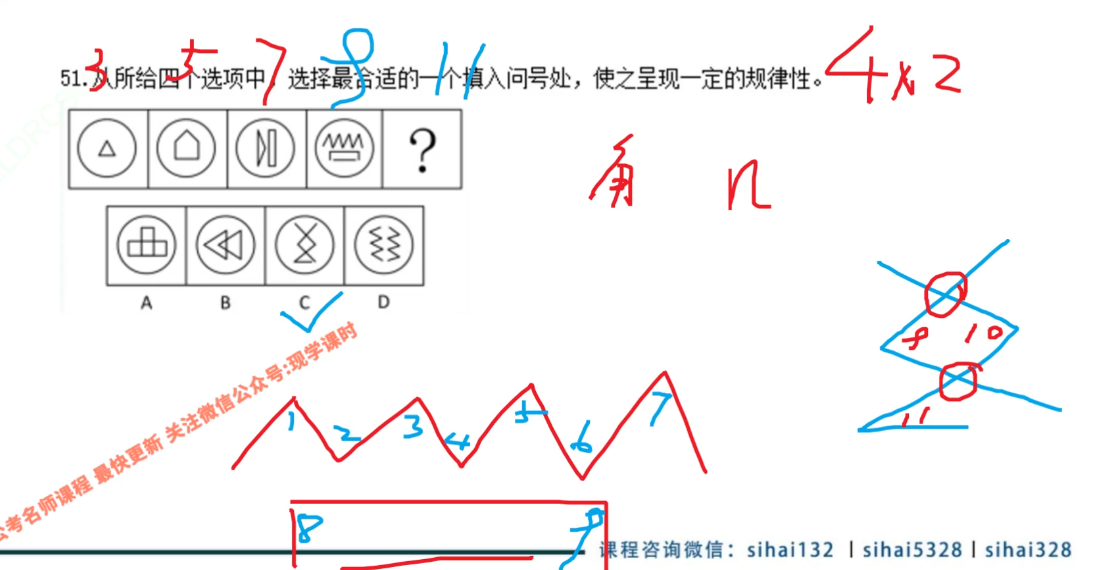 3 5 7 9 11
51.从所给四个选项中，选择最合适的一个填入问号处，使之呈现一定的规律性。
4×2
?
角 n
A B C D
8 10
11
1 2 3 4 5 6 7
8 9
公考名师课程 最快更新 关注微信公众号:现学课时
课程咨询微信：sihai132 | sihai5328 | sihai328